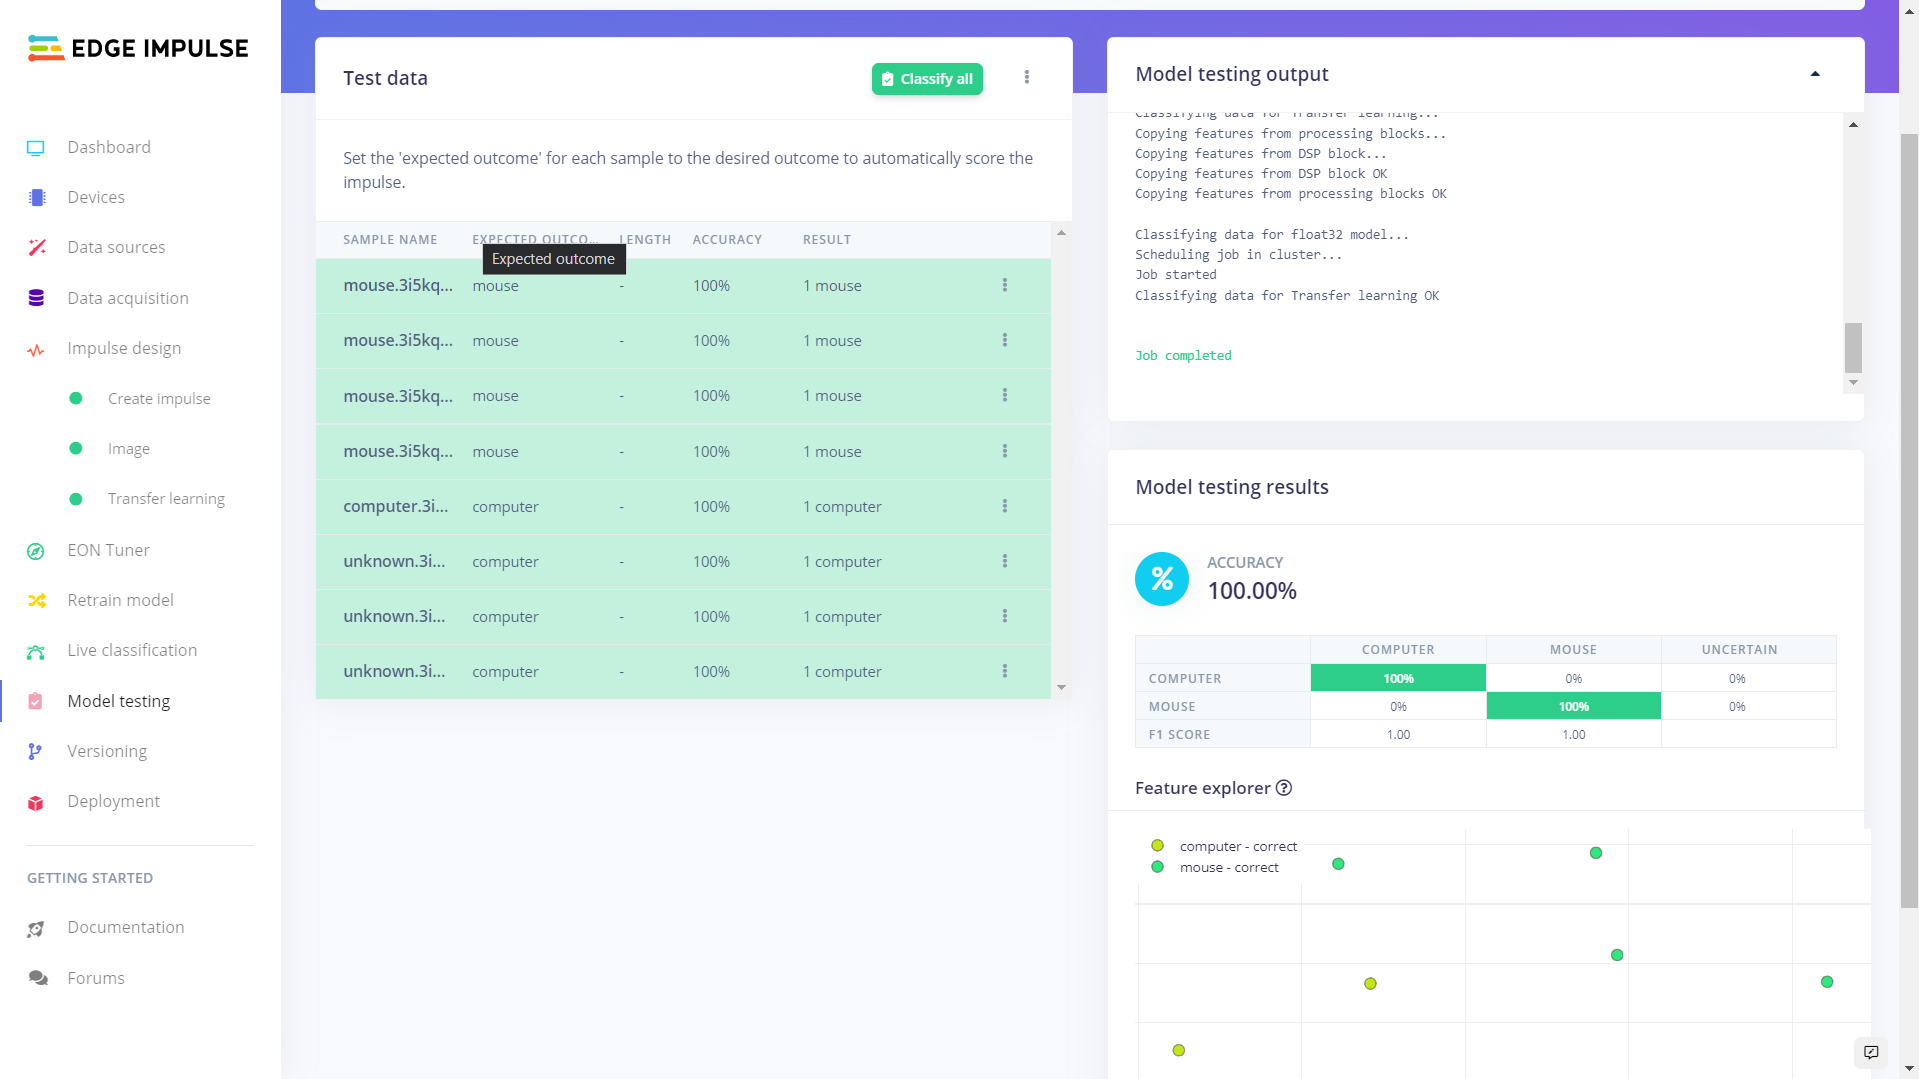 EDGE IMPULSE
Dashboard
Devices
Data sources
Data acquisition
Impulse design
Create impulse
Image
Transfer learning
EON Tuner
Retrain model
Live classification
Model testing
Versioning
Deployment
GETTING STARTED
Documentation
Forums
Test data
Classify all
Set the 'expected outcome' for each sample to the desired outcome to automatically score the
impulse.
SAMPLE NAME EXPECTED OUTCO... LENGTH ACCURACY RESULT
Expected outcome
mouse.3i5kq... mouse - 100% 1 mouse
mouse.3i5kq... mouse - 100% 1 mouse
mouse.3i5kq... mouse - 100% 1 mouse
mouse.3i5kq... mouse - 100% 1 mouse
computer.3i... computer - 100% 1 computer
unknown.3i... computer - 100% 1 computer
unknown.3i... computer - 100% 1 computer
unknown.3i... computer - 100% 1 computer
Model testing output
Classifying data for Transfer learning...
Copying features from processing blocks...
Copying features from DSP block...
Copying features from DSP block OK
Copying features from processing blocks OK
Classifying data for float32 model...
Scheduling job in cluster...
Job started
Classifying data for Transfer learning OK
Job completed
Model testing results
%
ACCURACY
100.00%
COMPUTER MOUSE UNCERTAIN
COMPUTER 100% 0% 0%
MOUSE 0% 100% 0%
F1 SCORE 1.00 1.00
Feature explorer ?
computer - correct
mouse - correct